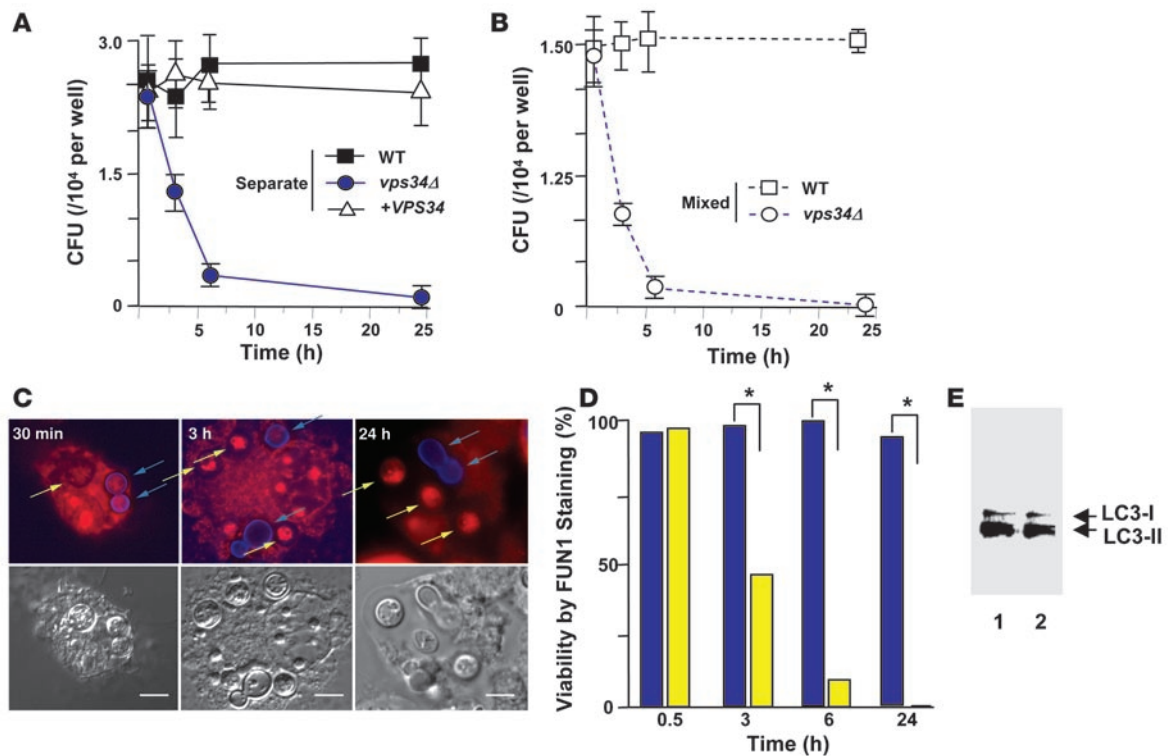 A
CFU (/10⁴ per well)
3.0
1.5
0
5 10 15 20 25
Time (h)
Separate
WT
vps34Δ
+VPS34
B
CFU (/10⁴ per well)
1.50
1.25
1.00
5 10 15 20 25
Time (h)
Mixed
WT
vps34Δ
C
30 min
3 h
24 h
D
Viability by FUN1 Staining (%)
100
50
0
* * *
0.5 3 6 24
Time (h)
E
LC3-I
LC3-II
1 2